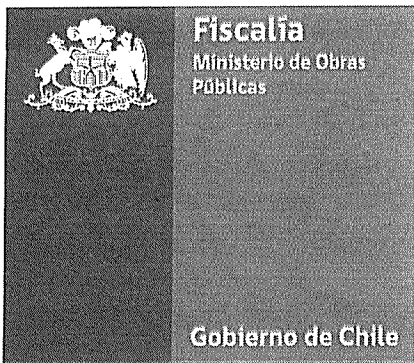 Fiscalía
Ministerio de Obras
Públicas
Gobierno de Chile